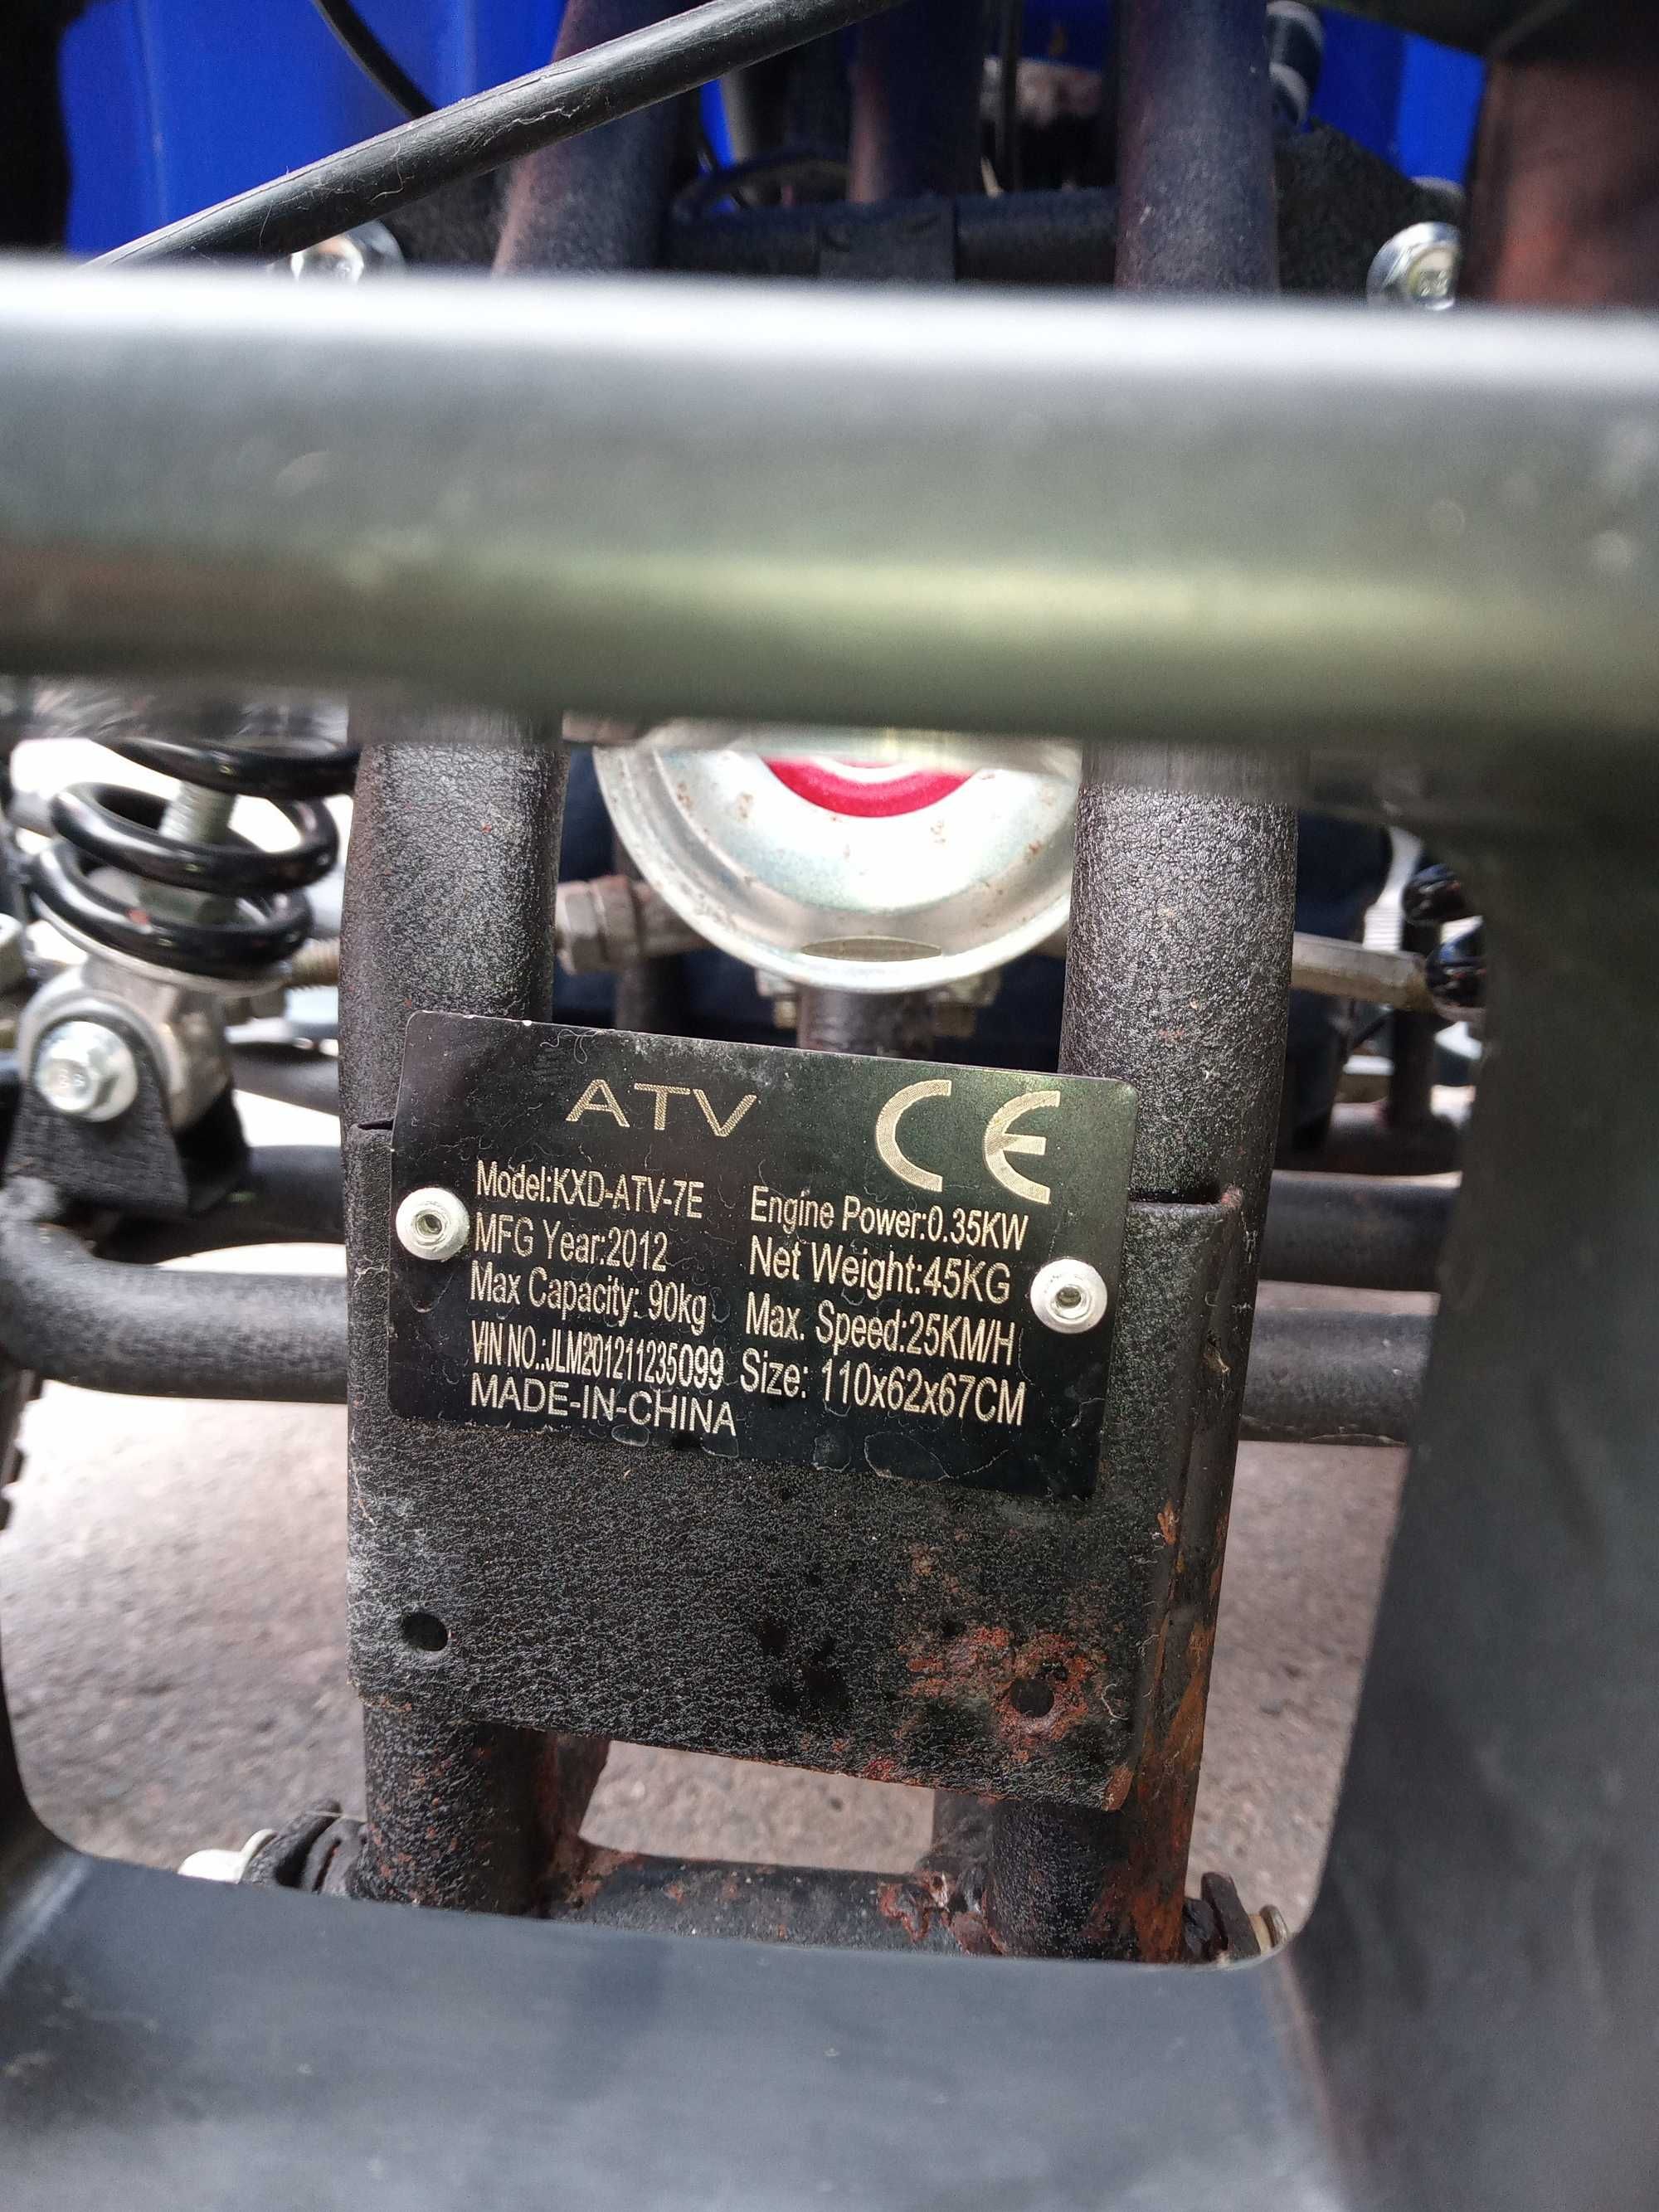 ATV CE
Model:KXD-ATV-7E
MFG Year:2012
Max Capacity: 90kg
VIN NO.:JLM201211235099
MADE-IN-CHINA
Engine Power:0.35KW
Net Weight:45KG
Max. Speed:25KM/H
Size: 110x62x67CM